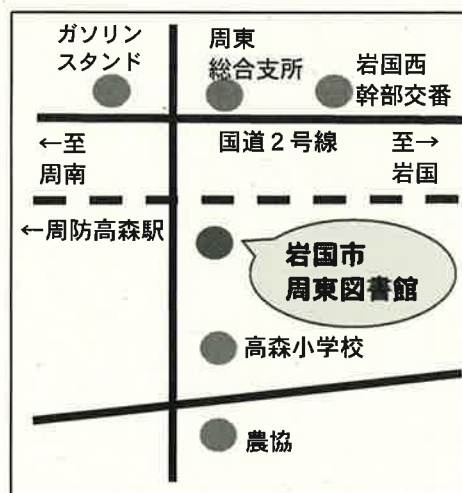 ガソリン
スタンド
周東
総合支所
岩国西
幹部交番
←至
周南
国道２号線
至→
岩国
←周防高森駅
岩国市
周東図書館
高森小学校
農協